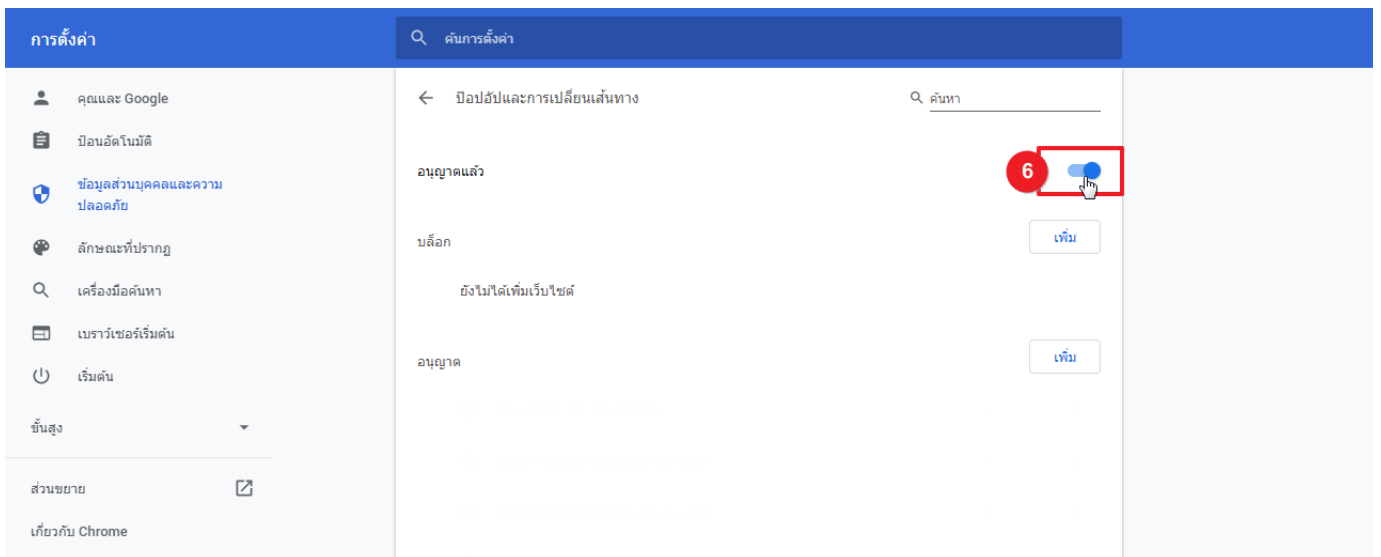 การตั้งค่า
ค้นการตั้งค่า
คุณและ Google
ป้อนอัตโนมัติ
ข้อมูลส่วนบุคคลและความ
ปลอดภัย
ลักษณะที่ปรากฏ
เครื่องมือค้นหา
เบราว์เซอร์เริ่มต้น
เริ่มต้น
ขั้นสูง
ส่วนขยาย
เกี่ยวกับ Chrome
ป๊อปอัปและการเปลี่ยนเส้นทาง
ค้นหา
อนุญาตแล้ว
6
บล็อก
เพิ่ม
ยังไม่ได้เพิ่มเว็บไซต์
อนุญาต
เพิ่ม